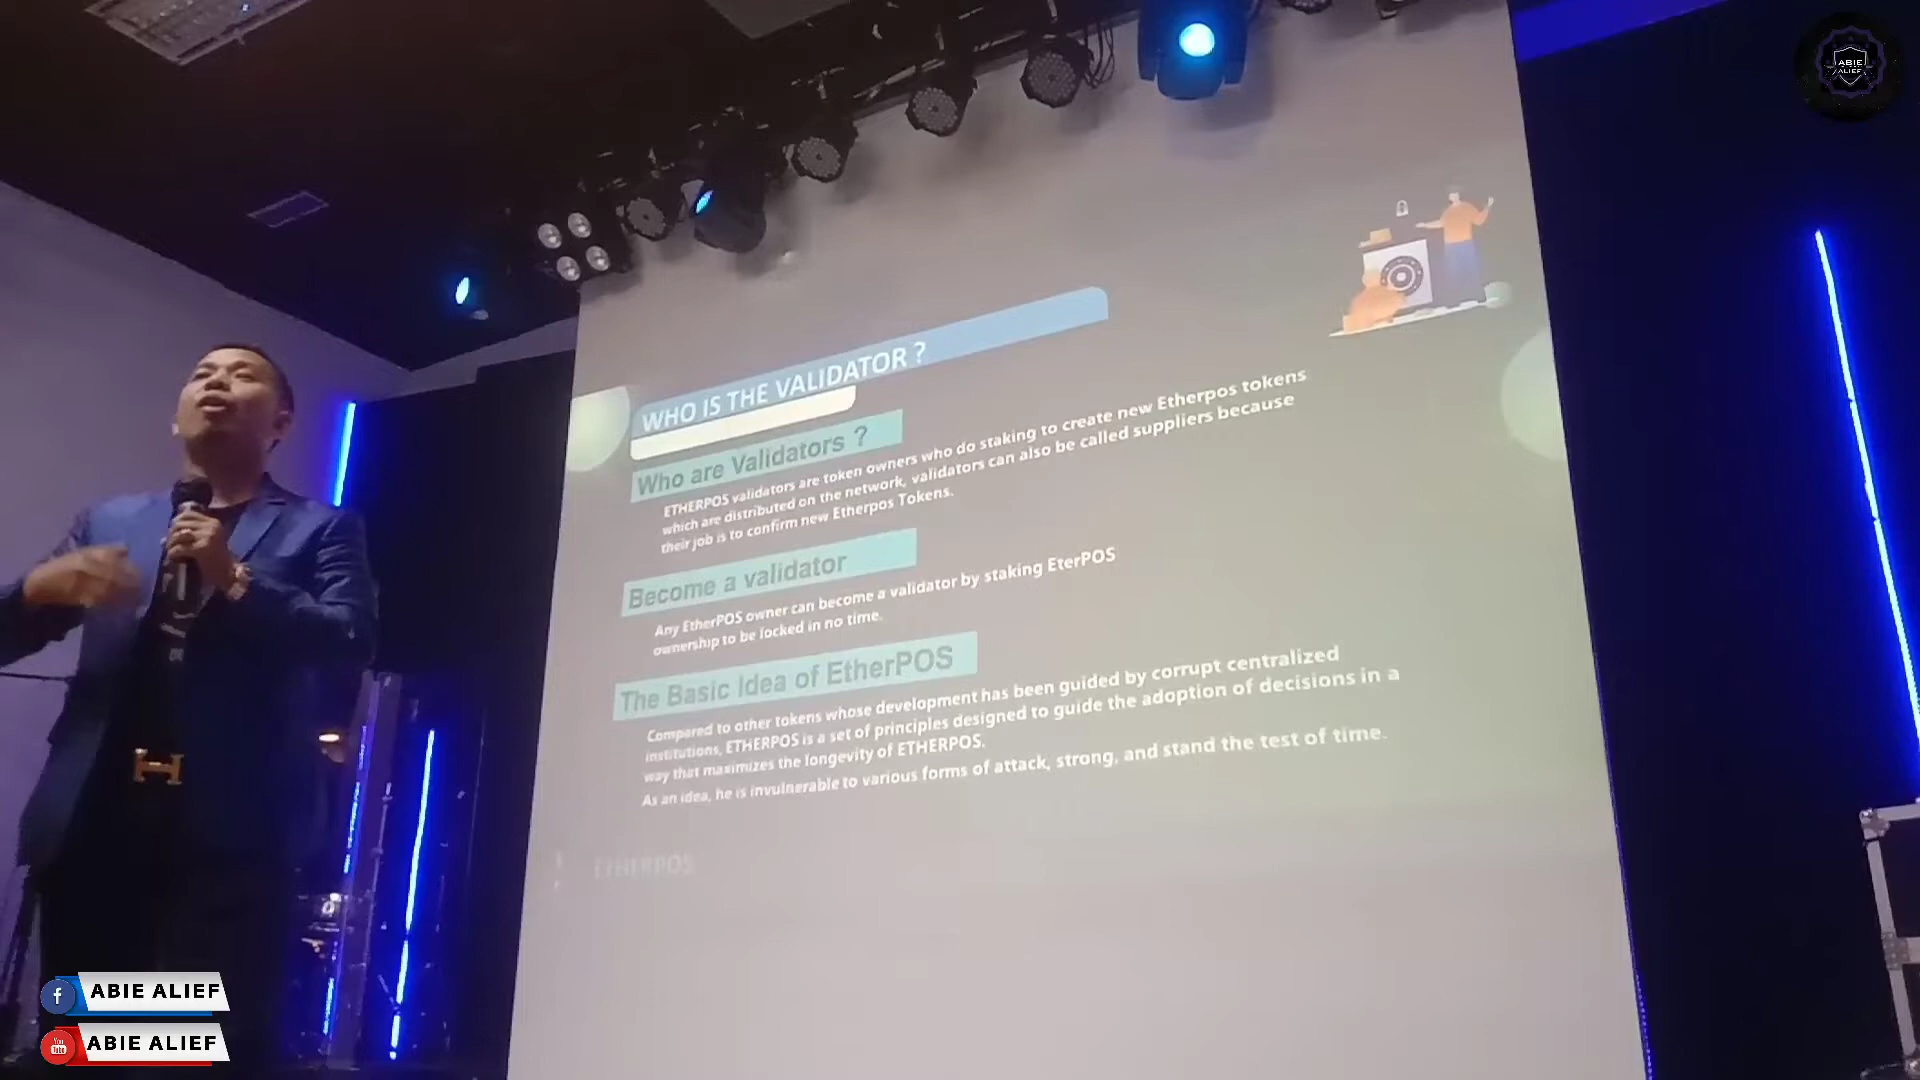 ABIE
ALIEF
WHO IS THE VALIDATOR ?
Who are Validators ?
ETHERPOS validators are token owners who do staking to create new Etherpos tokens
which are distributed on the network, validators can also be called suppliers because
their job is to confirm new Etherpos Tokens.
Become a validator
Any EtherPOS owner can become a validator by staking EterPOS
ownership to be locked in no time.
The Basic Idea of EtherPOS
Compared to other tokens whose development has been guided by corrupt centralized
institutions, ETHERPOS is a set of principles designed to guide the adoption of decisions in a
way that maximizes the longevity of ETHERPOS.
As an idea, he is invulnerable to various forms of attack, strong, and stand the test of time.
ETHERPOS
f ABIE ALIEF
You Tube ABIE ALIEF